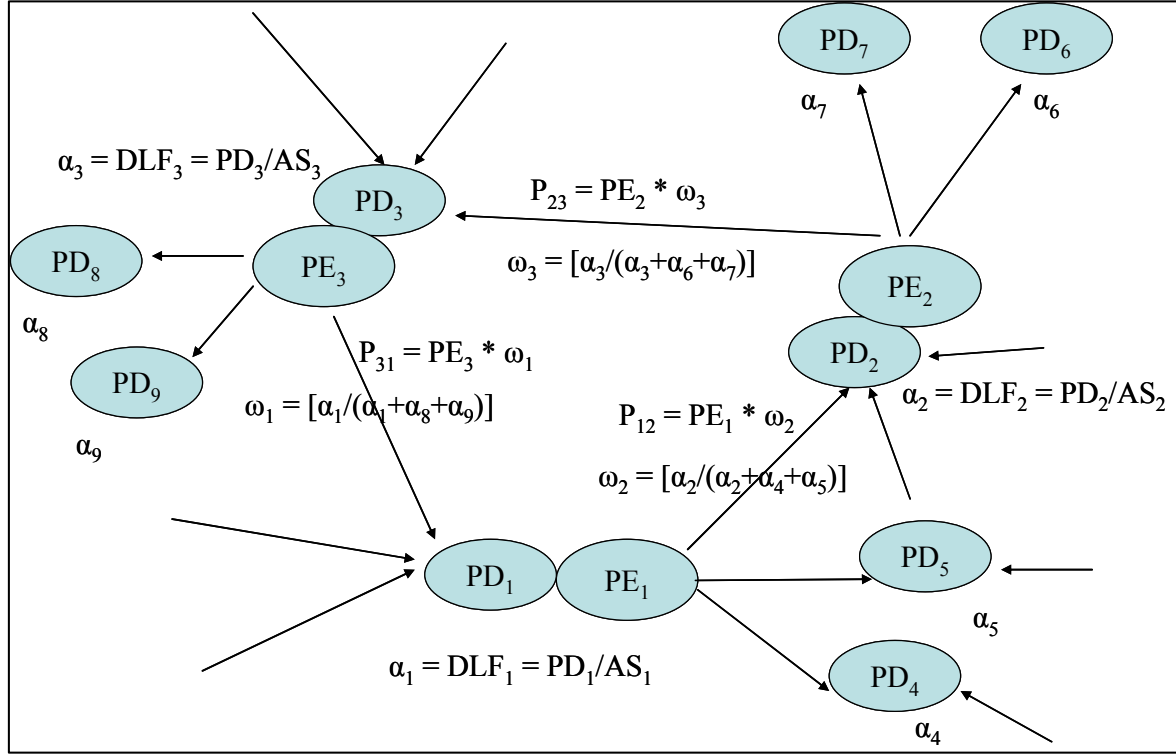 PD₇
PD₆
α₇
α₆
α₃ = DLF₃ = PD₃/AS₃
PD₃
P₂₃ = PE₂ * ω₃
PD₈
PE₃
ω₃ = [α₃/(α₃+α₆+α₇)]
PE₂
α₈
PD₂
P₃₁ = PE₃ * ω₁
PD₉
α₂ = DLF₂ = PD₂/AS₂
ω₁ = [α₁/(α₁+α₈+α₉)]
P₁₂ = PE₁ * ω₂
α₉
ω₂ = [α₂/(α₂+α₄+α₅)]
PD₅
PD₁
PE₁
α₅
α₁ = DLF₁ = PD₁/AS₁
PD₄
α₄